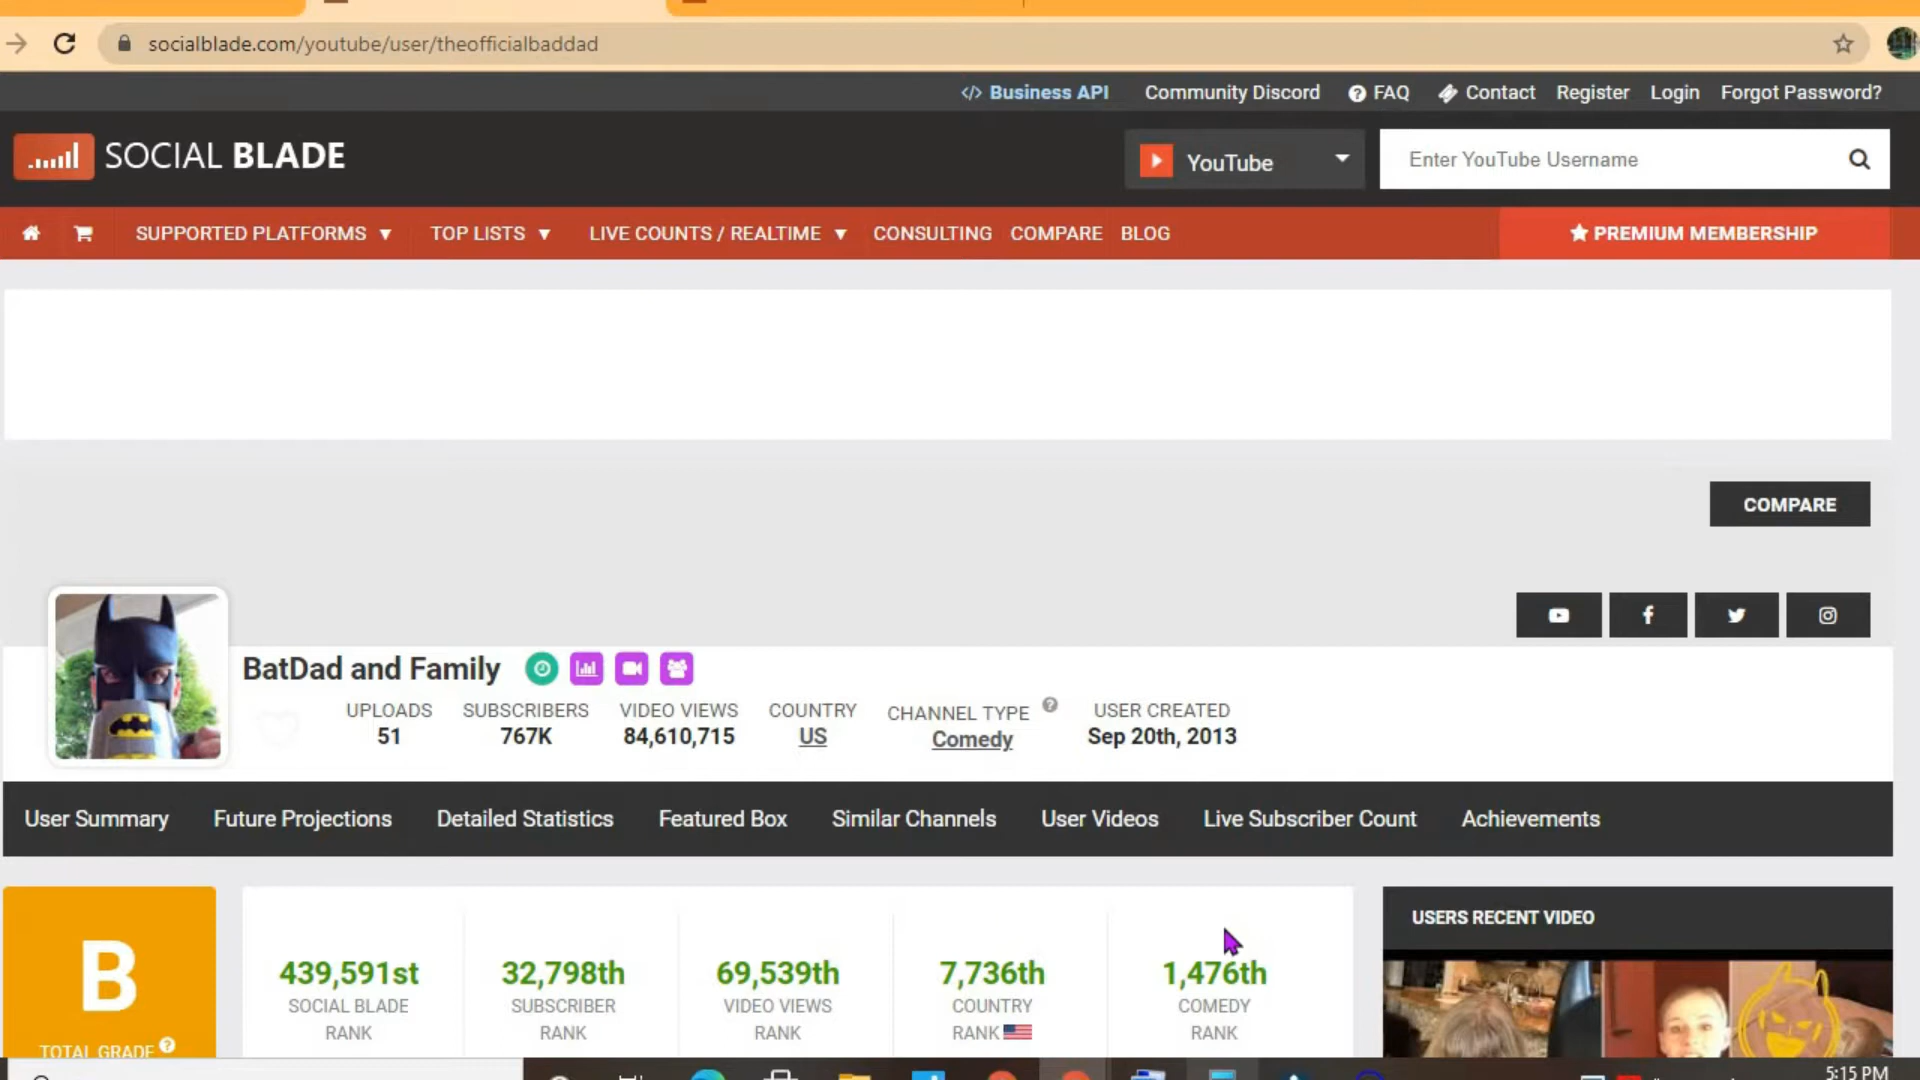 socialblade.com/youtube/user/theofficialbaddad
</> Business API Community Discord FAQ Contact Register Login Forgot Password?
SOCIAL BLADE YouTube Enter YouTube Username
SUPPORTED PLATFORMS TOP LISTS LIVE COUNTS / REALTIME CONSULTING COMPARE BLOG PREMIUM MEMBERSHIP
COMPARE
BatDad and Family
UPLOADS SUBSCRIBERS VIDEO VIEWS COUNTRY CHANNEL TYPE USER CREATED
51 767K 84,610,715 US Comedy Sep 20th, 2013
User Summary Future Projections Detailed Statistics Featured Box Similar Channels User Videos Live Subscriber Count Achievements
USERS RECENT VIDEO
B 439,591st 32,798th 69,539th 7,736th 1,476th
SOCIAL BLADE SUBSCRIBER VIDEO VIEWS COUNTRY COMEDY
RANK RANK RANK RANK RANK
TOTAL GRADE
5:15 PM